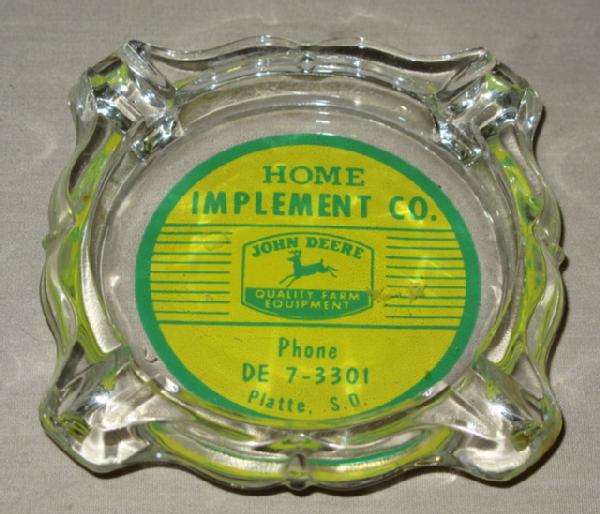 HOME
IMPLEMENT CO.
JOHN DEERE
QUALITY FARM
EQUIPMENT
Phone
DE 7-3301
Platte, S.D.